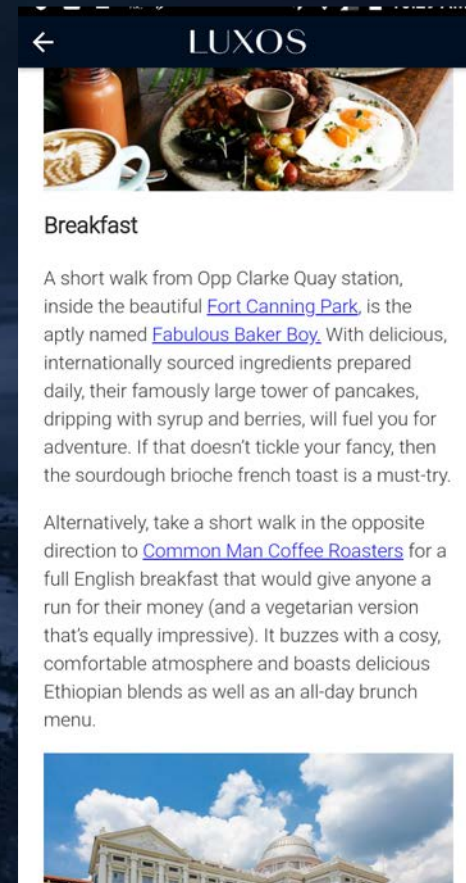 LUXOS
Breakfast
A short walk from Opp Clarke Quay station,
inside the beautiful Fort Canning Park, is the
aptly named Fabulous Baker Boy. With delicious,
internationally sourced ingredients prepared
daily, their famously large tower of pancakes,
dripping with syrup and berries, will fuel you for
adventure. If that doesn’t tickle your fancy, then
the sourdough brioche french toast is a must-try.
Alternatively, take a short walk in the opposite
direction to Common Man Coffee Roasters for a
full English breakfast that would give anyone a
run for their money (and a vegetarian version
that’s equally impressive). It buzzes with a cosy,
comfortable atmosphere and boasts delicious
Ethiopian blends as well as an all-day brunch
menu.